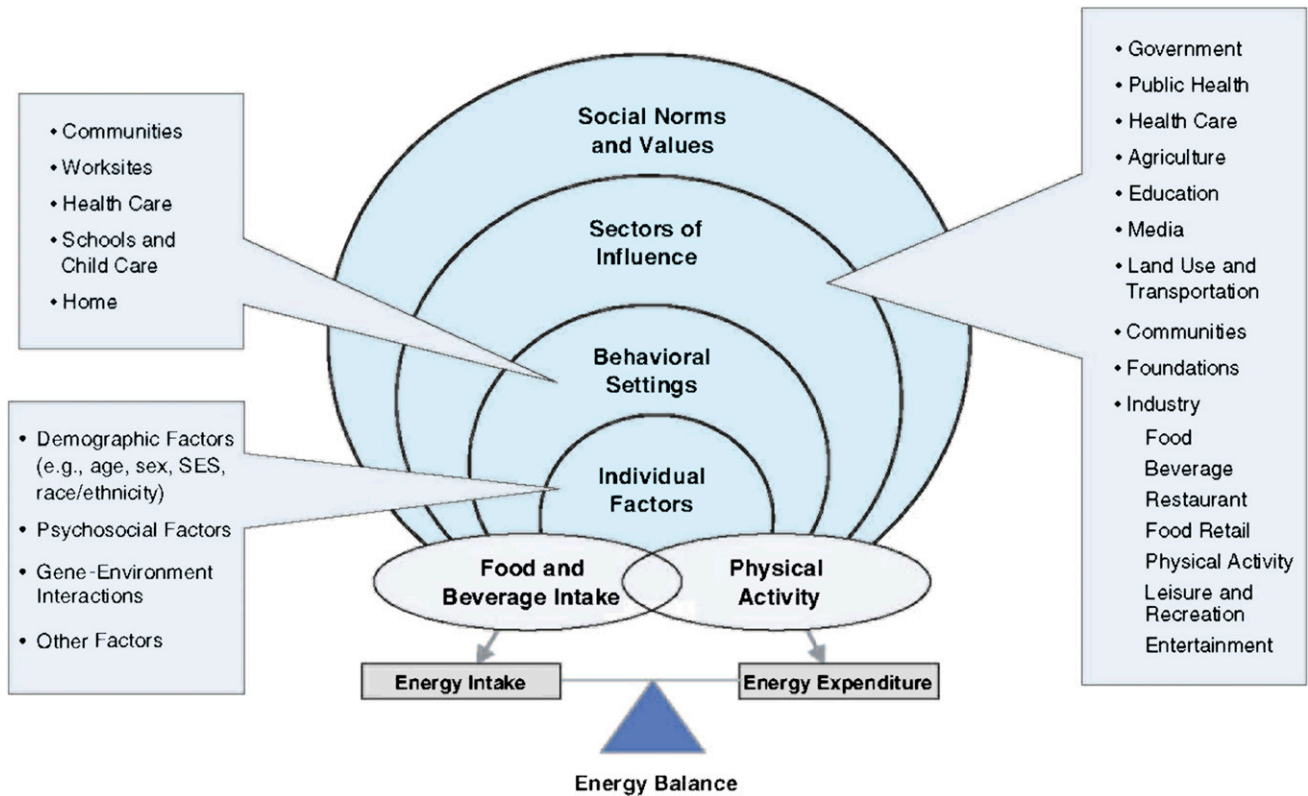 • Communities
• Worksites
• Health Care
• Schools and
Child Care
• Home
• Demographic Factors
(e.g., age, sex, SES,
race/ethnicity)
• Psychosocial Factors
• Gene-Environment
Interactions
• Other Factors
Social Norms
and Values
Sectors of
Influence
Behavioral
Settings
Individual
Factors
Food and
Beverage Intake
Physical
Activity
Energy Intake
Energy Expenditure
Energy Balance
• Government
• Public Health
• Health Care
• Agriculture
• Education
• Media
• Land Use and
Transportation
• Communities
• Foundations
• Industry
Food
Beverage
Restaurant
Food Retail
Physical Activity
Leisure and
Recreation
Entertainment